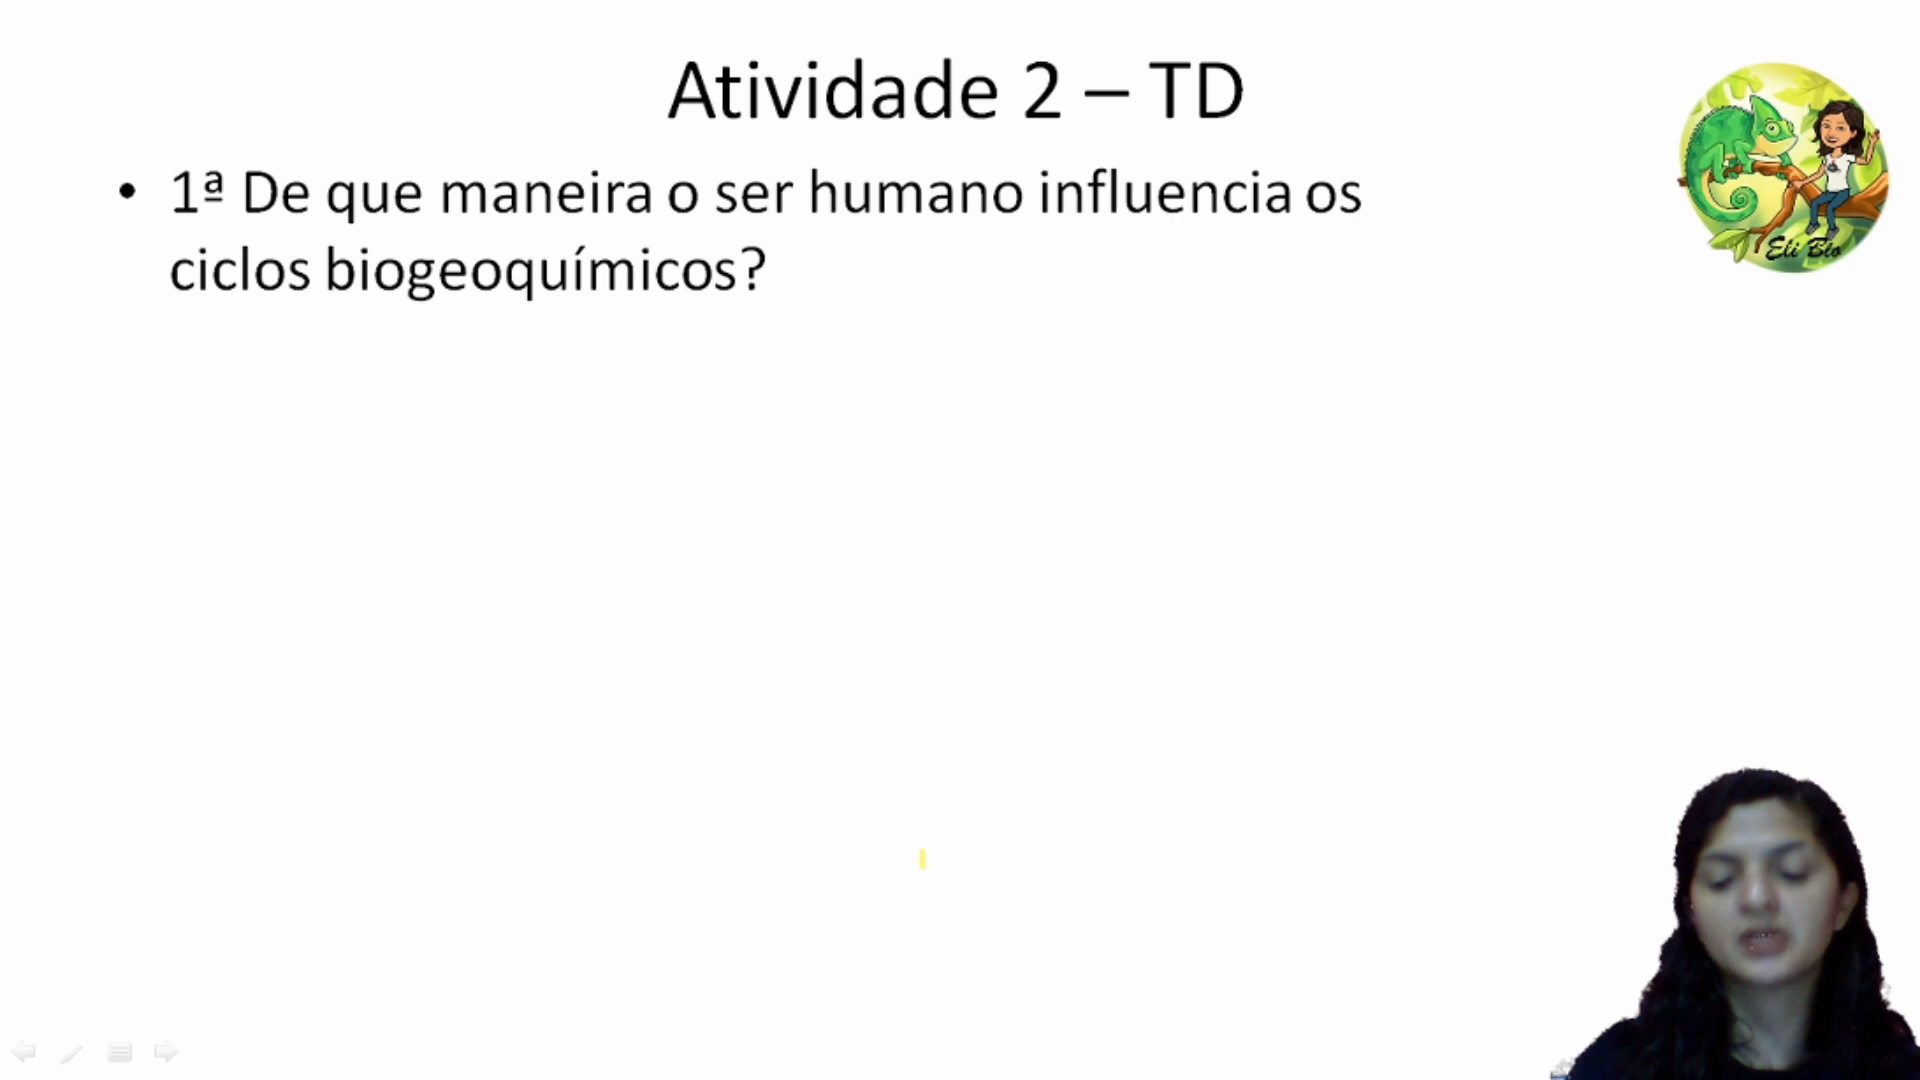 Atividade 2 – TD
• 1ª De que maneira o ser humano influencia os
ciclos biogeoquímicos?
Eli Bio